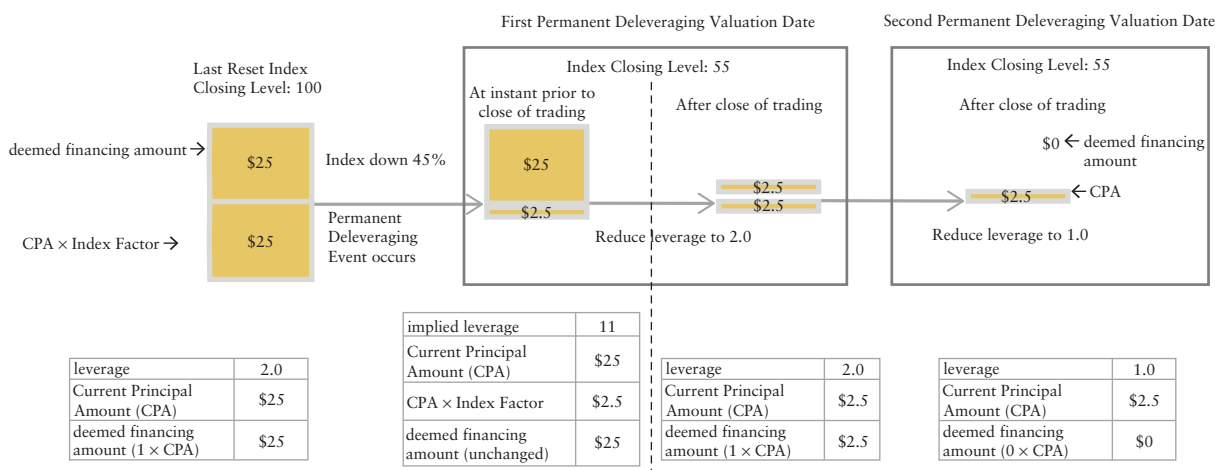 First Permanent Deleveraging Valuation Date
Second Permanent Deleveraging Valuation Date
Last Reset Index
Closing Level: 100
deemed financing amount →
$25
$25
CPA × Index Factor →
Index down 45%
Permanent
Deleveraging
Event occurs
Index Closing Level: 55
At instant prior to
close of trading
$25
$2.5
After close of trading
$2.5
$2.5
Reduce leverage to 2.0
Index Closing Level: 55
After close of trading
$0 ← deemed financing
amount
$2.5
← CPA
Reduce leverage to 1.0
leverage 2.0
Current Principal
Amount (CPA) $25
deemed financing
amount (1 × CPA) $25
implied leverage 11
Current Principal
Amount (CPA) $25
CPA × Index Factor $2.5
deemed financing
amount (unchanged) $25
leverage 2.0
Current Principal
Amount (CPA) $2.5
deemed financing
amount (1 × CPA) $2.5
leverage 1.0
Current Principal
Amount (CPA) $2.5
deemed financing
amount (0 × CPA) $0